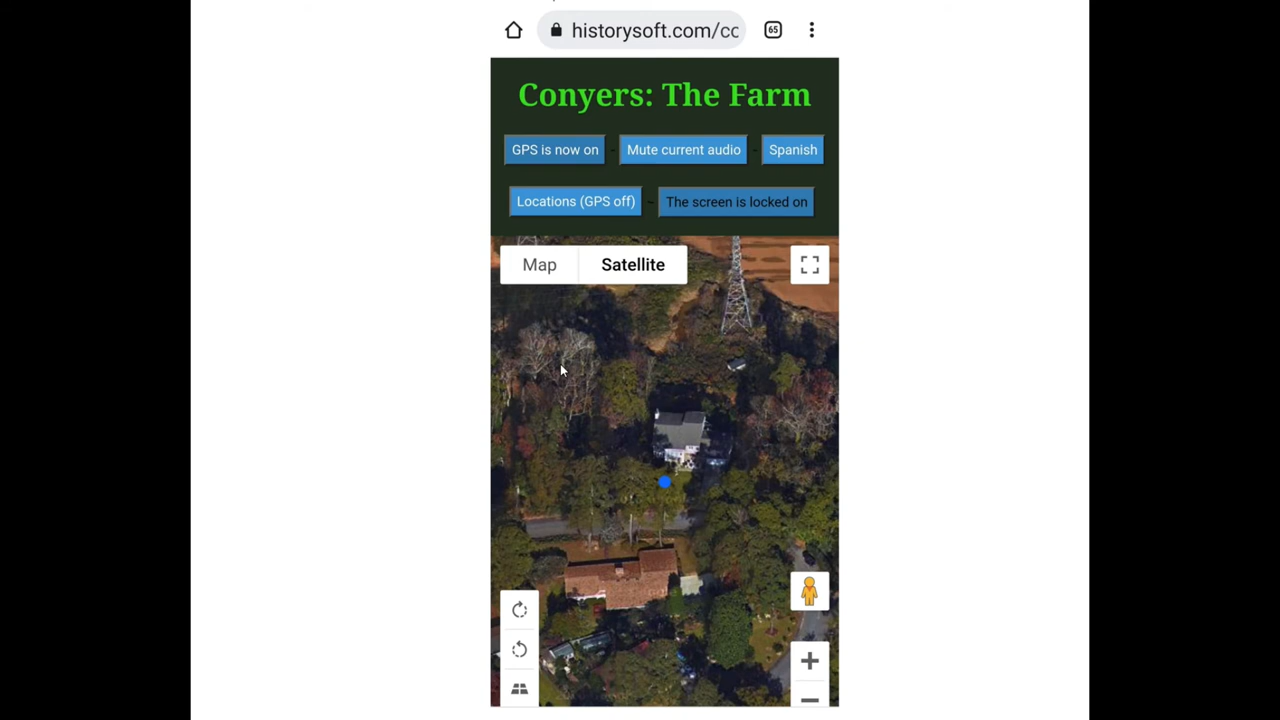 historysoft.com/cc
65
Conyers: The Farm
GPS is now on - Mute current audio - Spanish
Locations (GPS off) ~ The screen is locked on
Map Satellite